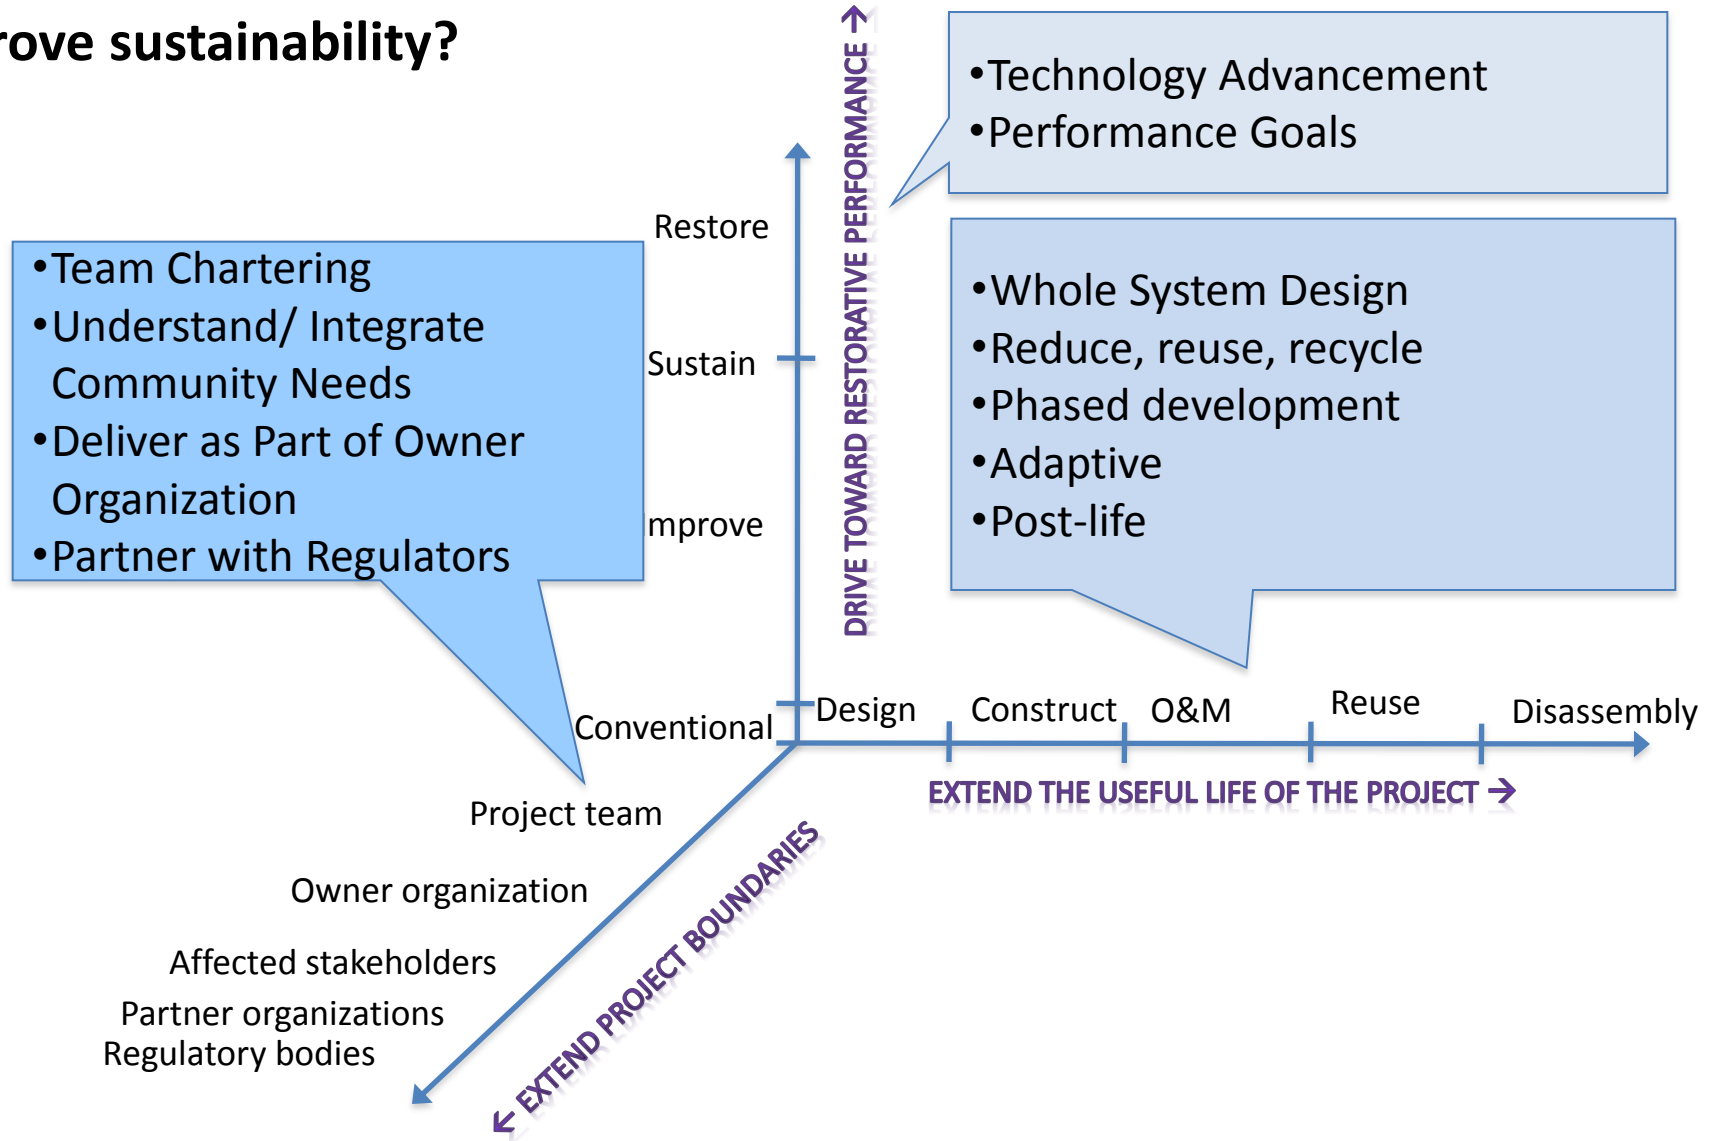 rove sustainability?
•Technology Advancement
•Performance Goals
DRIVE TOWARD RESTORATIVE PERFORMANCE →
Restore
Sustain
Improve
Conventional
•Team Chartering
•Understand/ Integrate
Community Needs
•Deliver as Part of Owner
Organization
•Partner with Regulators
•Whole System Design
•Reduce, reuse, recycle
•Phased development
•Adaptive
•Post-life
Design
Construct
O&M
Reuse
Disassembly
EXTEND THE USEFUL LIFE OF THE PROJECT →
Project team
Owner organization
Affected stakeholders
Partner organizations
Regulatory bodies
← EXTEND PROJECT BOUNDARIES